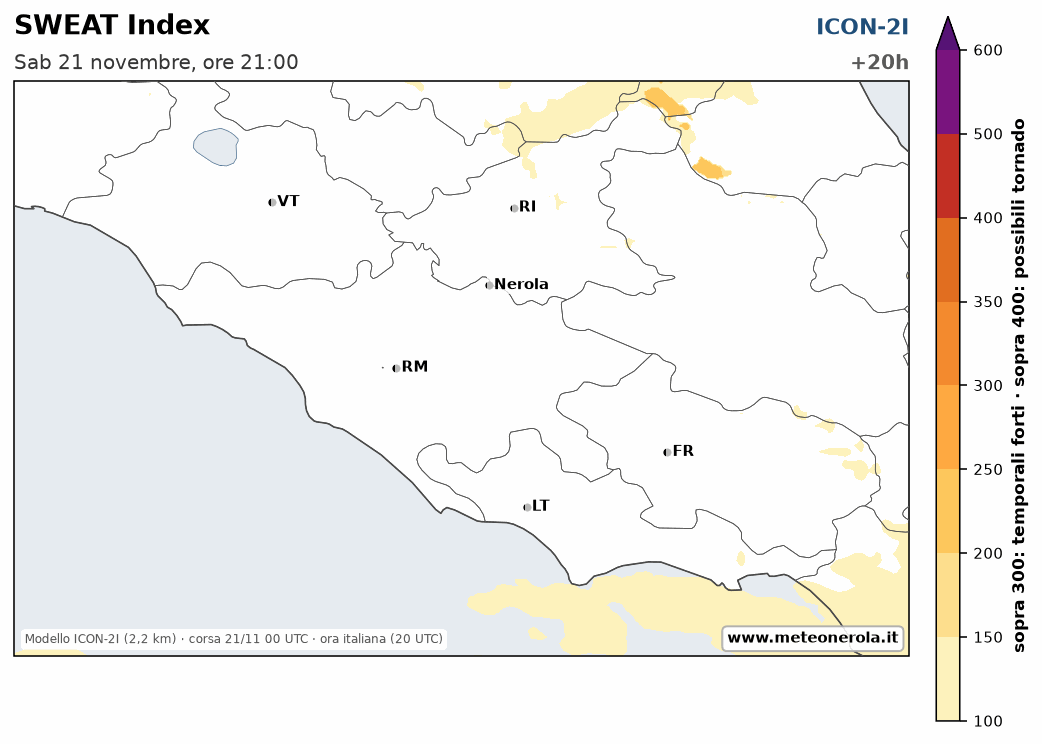 SWEAT Index
ICON-2I
Sab 21 novembre, ore 21:00
+20h
VT
RI
Nerola
RM
FR
LT
Modello ICON-2I (2,2 km) · corsa 21/11 00 UTC · ora italiana (20 UTC)
www.meteonerola.it
600
500
400
350
300
250
200
150
100
sopra 300: temporali forti · sopra 400: possibili tornado